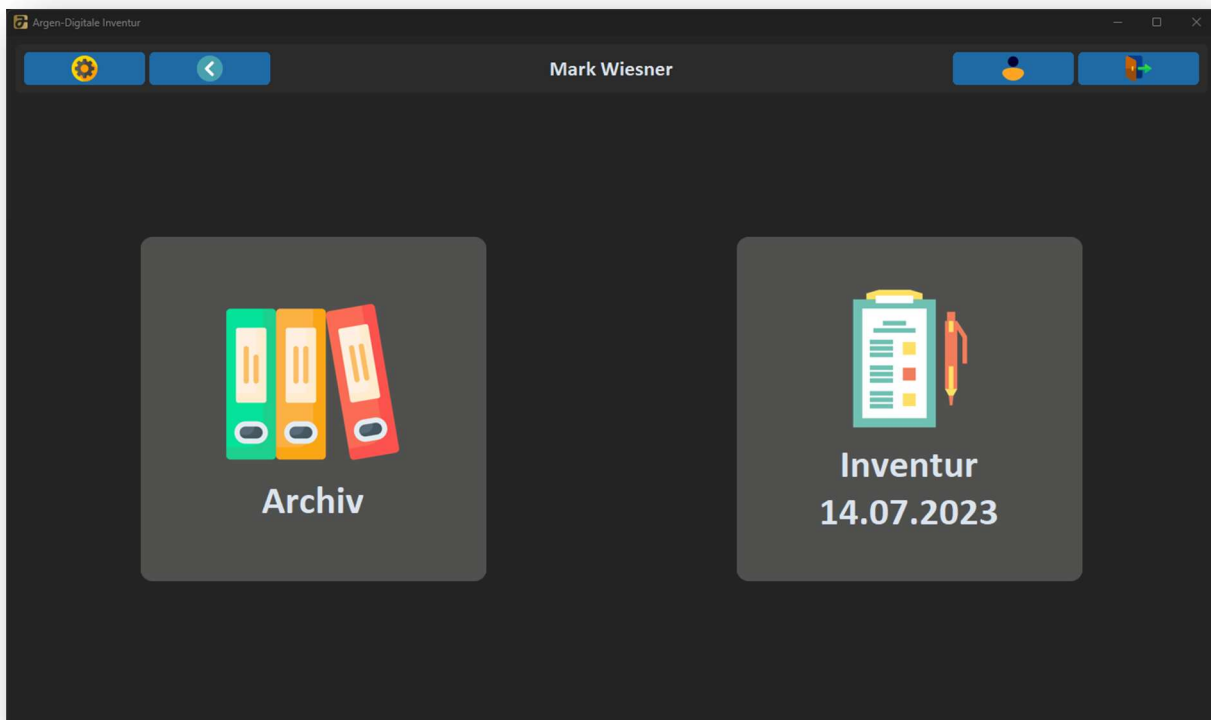 Argen-Digitale Inventur
Mark Wiesner
Archiv
Inventur
14.07.2023